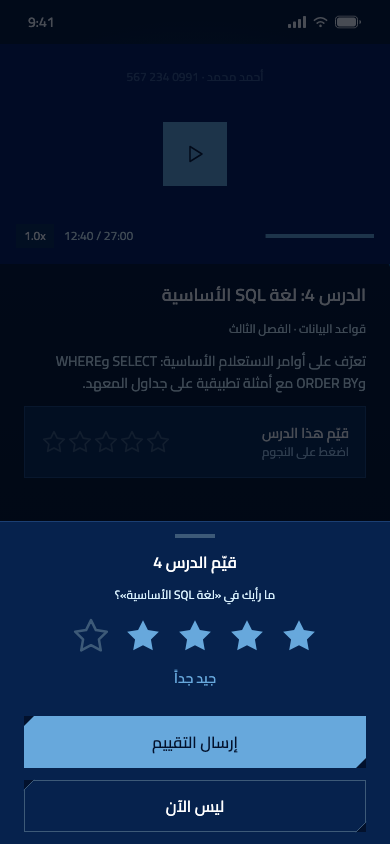 9:41
أحمد محمد · 0991 234 567
1.0x
12:40 / 27:00
الدرس 4: لغة SQL الأساسية
قواعد البيانات · الفصل الثالث
تعرّف على أوامر الاستعلام الأساسية: SELECT وWHERE
وORDER BY مع أمثلة تطبيقية على جداول المعهد.
قيّم هذا الدرس
اضغط على النجوم
قيّم الدرس 4
ما رأيك في «لغة SQL الأساسية»؟
جيد جداً
إرسال التقييم
ليس الآن